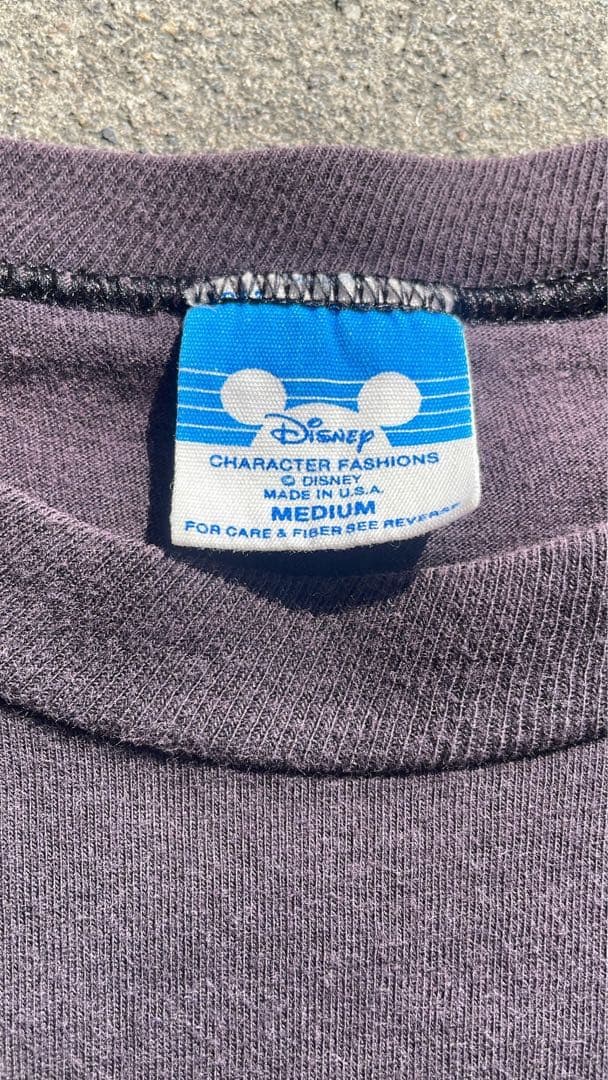 Disney
CHARACTER FASHIONS
© DISNEY
MADE IN U.S.A.
MEDIUM
FOR CARE & FIBER SEE REVERSE